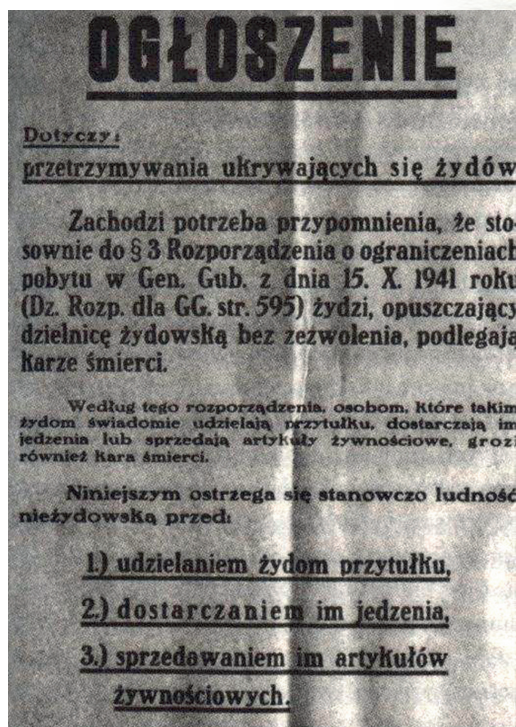 OGŁOSZENIE
Dotyczy:
przetrzymywania ukrywających się żydów
Zachodzi potrzeba przypomnienia, że sto-
sownie do § 3 Rozporządzenia o ograniczeniach
pobytu w Gen. Gub. z dnia 15. X. 1941 roku
(Dz. Rozp. dla GG. str. 595) żydzi, opuszczający
dzielnicę żydowską bez zezwolenia, podlegają
karze śmierci.
Według tego rozporządzenia, osobom, które takim
żydom świadomie udzielają przytułku, dostarczają im
jedzenia lub sprzedają artykuły żywnościowe, grozi
również kara śmierci.
Niniejszym ostrzega się stanowczo ludność
nieżydowską przed:
1.) udzielaniem żydom przytułku,
2.) dostarczaniem im jedzenia,
3.) sprzedawaniem im artykułów
żywnościowych.